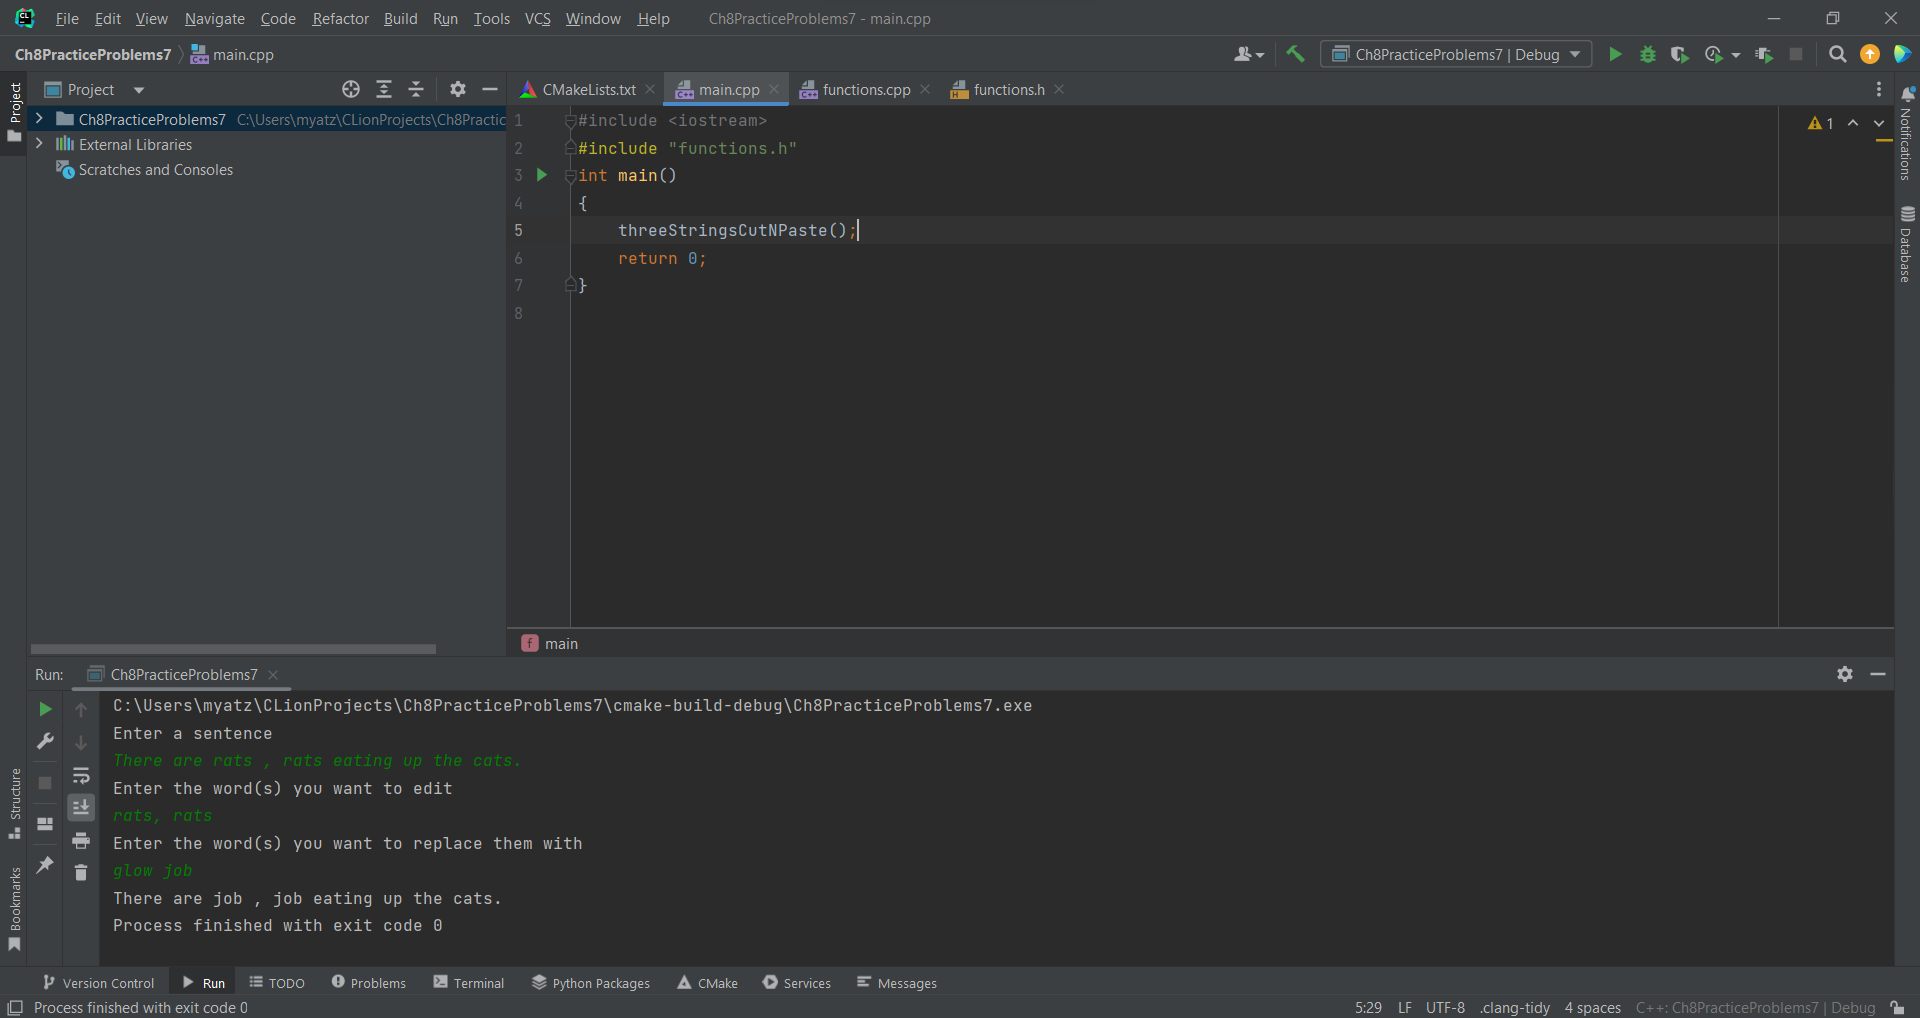 File Edit View Navigate Code Refactor Build Run Tools VCS Window Help Ch8PracticeProblems7 - main.cpp
Ch8PracticeProblems7 main.cpp Ch8PracticeProblems7 | Debug
Project
Project
CMakeLists.txt main.cpp functions.cpp functions.h
Ch8PracticeProblems7 C:\Users\myatz\CLionProjects\Ch8Practic
External Libraries
Scratches and Consoles
1 #include <iostream>
2 #include "functions.h"
3 int main()
4 {
5 threeStringsCutNPaste();
6 return 0;
7 }
8
1
Notifications
Database
f main
Run: Ch8PracticeProblems7
C:\Users\myatz\CLionProjects\Ch8PracticeProblems7\cmake-build-debug\Ch8PracticeProblems7.exe
Enter a sentence
There are rats , rats eating up the cats.
Enter the word(s) you want to edit
rats, rats
Enter the word(s) you want to replace them with
glow job
There are job , job eating up the cats.
Process finished with exit code 0
Structure
Bookmarks
Version Control Run TODO Problems Terminal Python Packages CMake Services Messages
Process finished with exit code 0 5:29 LF UTF-8 .clang-tidy 4 spaces C++: Ch8PracticeProblems7 | Debug